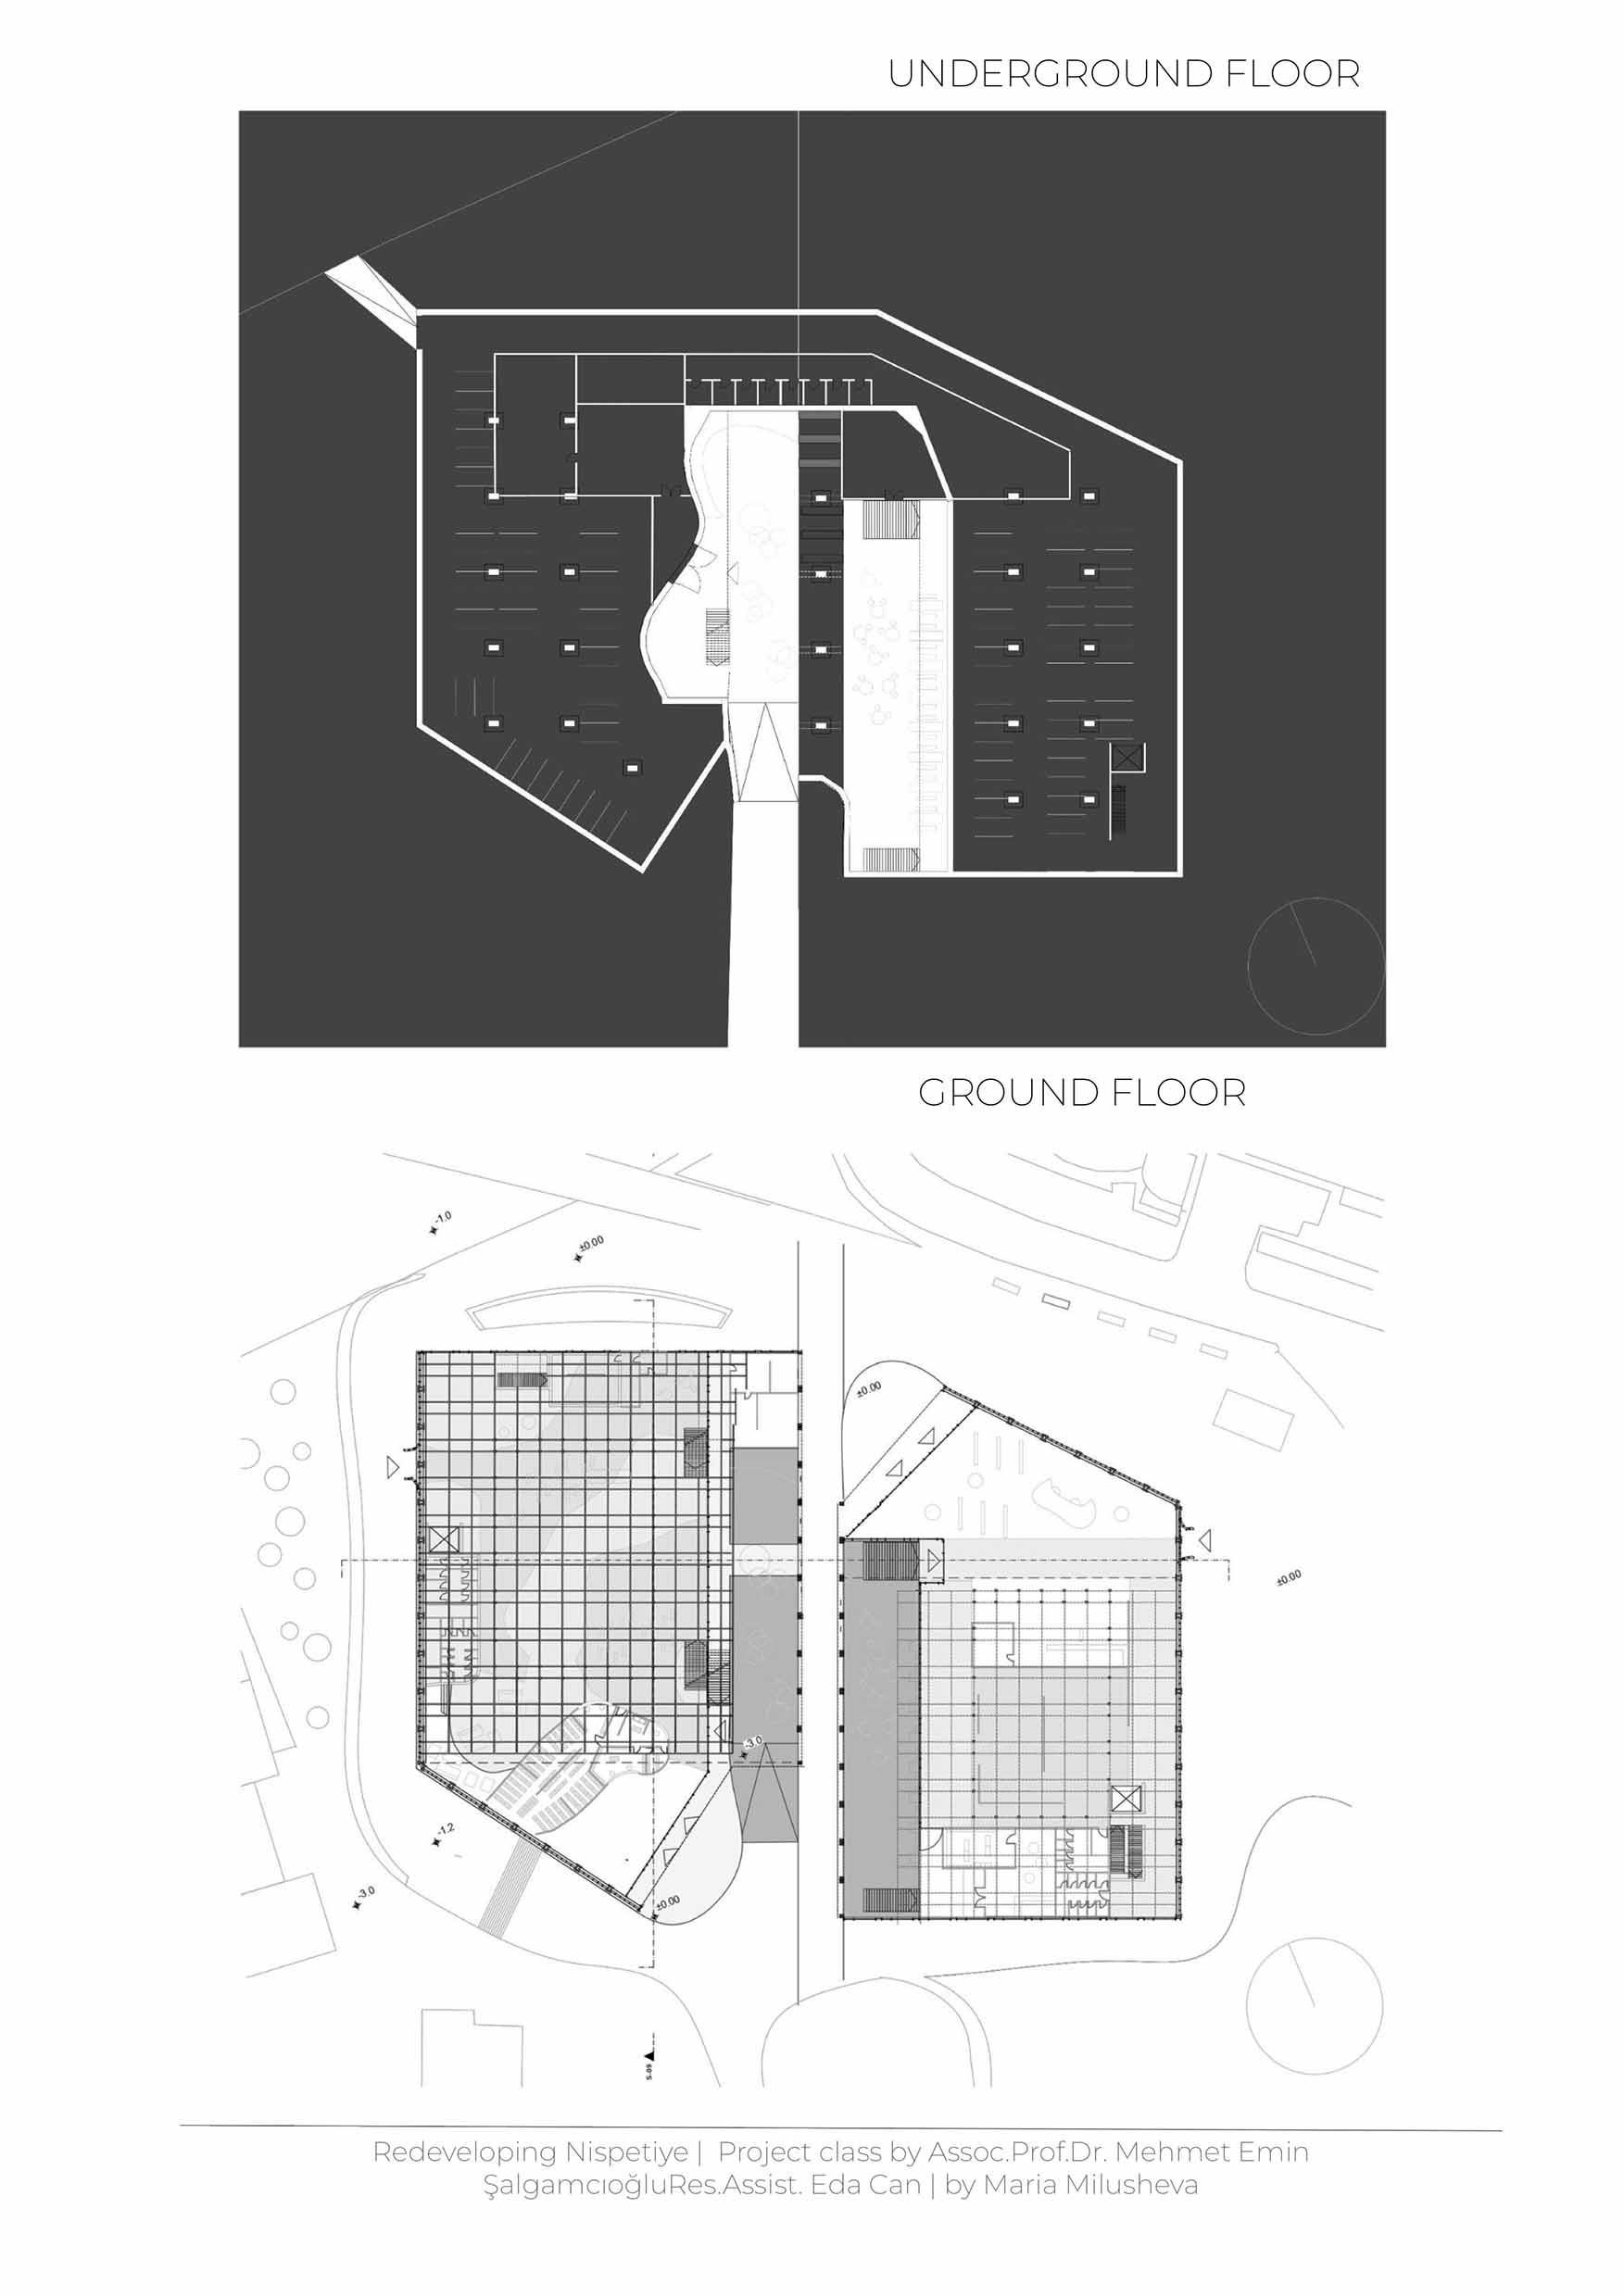 UNDERGROUND FLOOR
GROUND FLOOR
-1.0
±0.00
±0.00
±0.00
-3.0
-1.2
-3.0
±0.00
S-09
Redeveloping Nispetiye | Project class by Assoc.Prof.Dr. Mehmet Emin
ŞalgamcıoğluRes.Assist. Eda Can | by Maria Milusheva